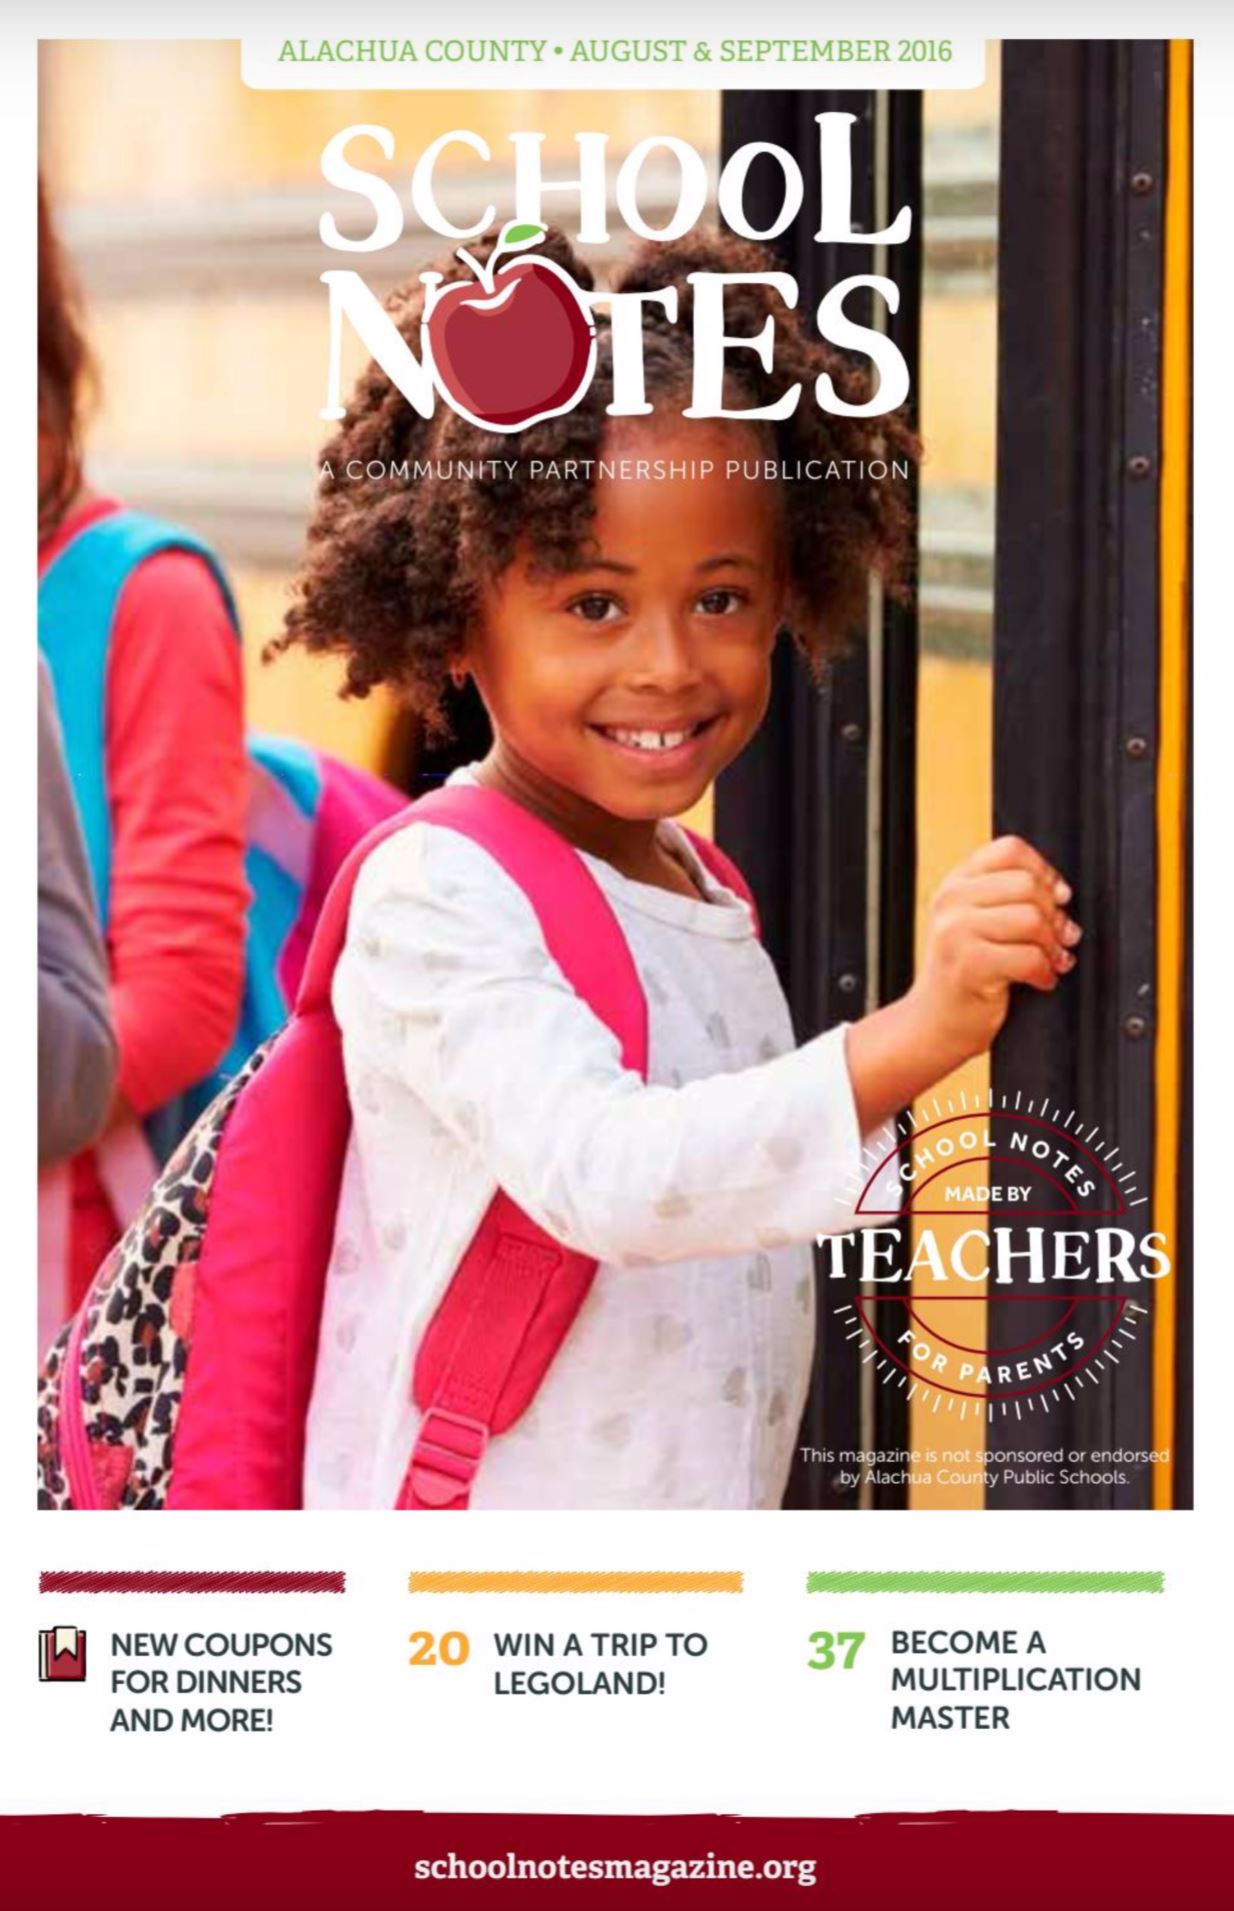 ALACHUA COUNTY • AUGUST & SEPTEMBER 2016
SCHOOL
NOTES
A COMMUNITY PARTNERSHIP PUBLICATION
SCHOOL NOTES
MADE BY
TEACHERS
FOR PARENTS
This magazine is not sponsored or endorsed
by Alachua County Public Schools.
NEW COUPONS
FOR DINNERS
AND MORE!
20 WIN A TRIP TO
LEGOLAND!
37 BECOME A
MULTIPLICATION
MASTER
schoolnotesmagazine.org